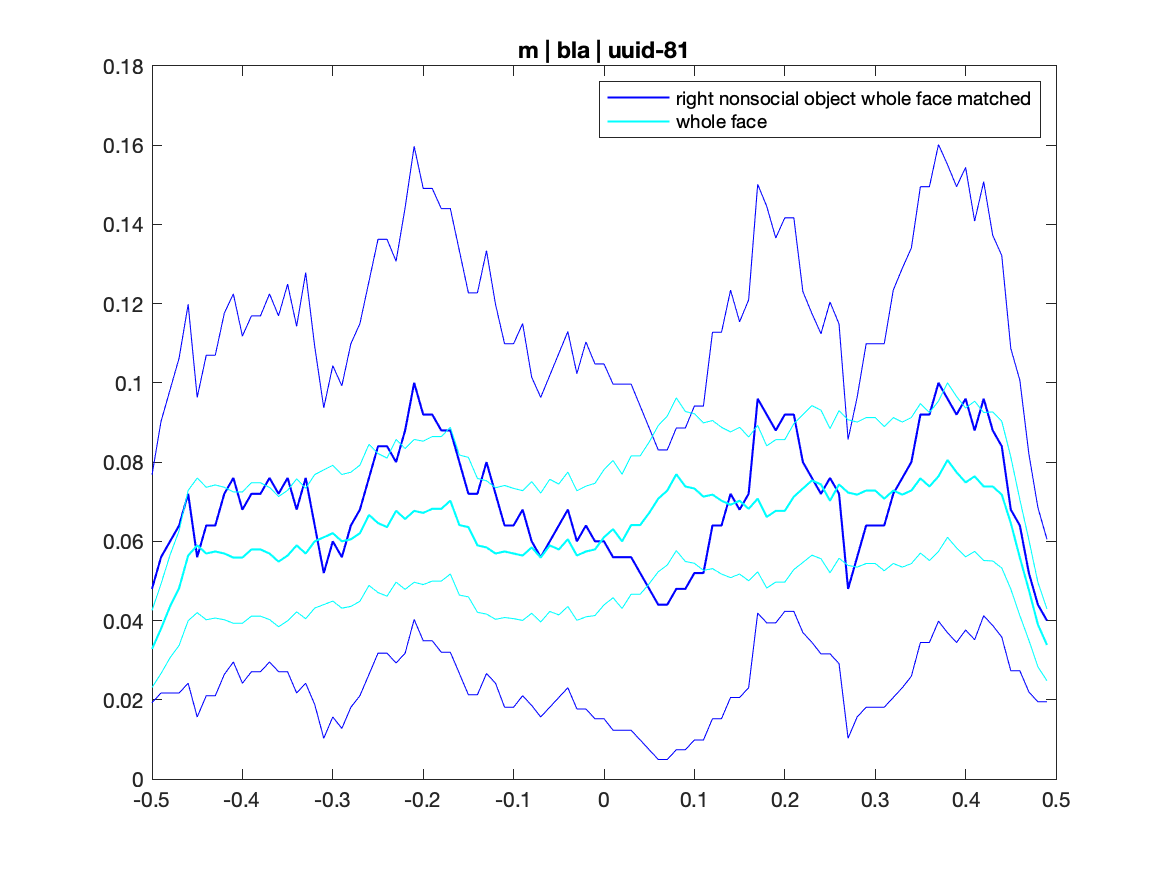 m | bla | uuid-81
0.18
0.16
0.14
0.12
0.1
0.08
0.06
0.04
0.02
0
right nonsocial object whole face matched
whole face
-0.5 -0.4 -0.3 -0.2 -0.1 0 0.1 0.2 0.3 0.4 0.5